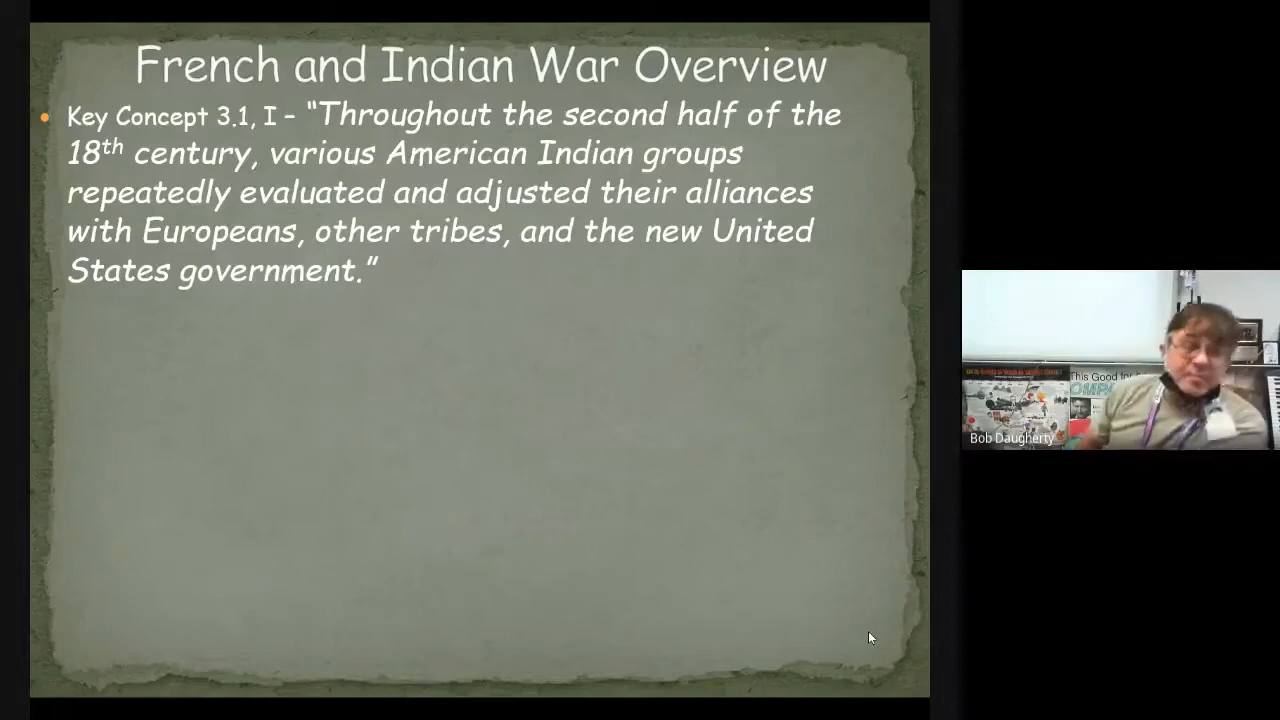 French and Indian War Overview
• Key Concept 3.1, I – “Throughout the second half of the
18th century, various American Indian groups
repeatedly evaluated and adjusted their alliances
with Europeans, other tribes, and the new United
States government.”
This Good for
Bob Daugherty